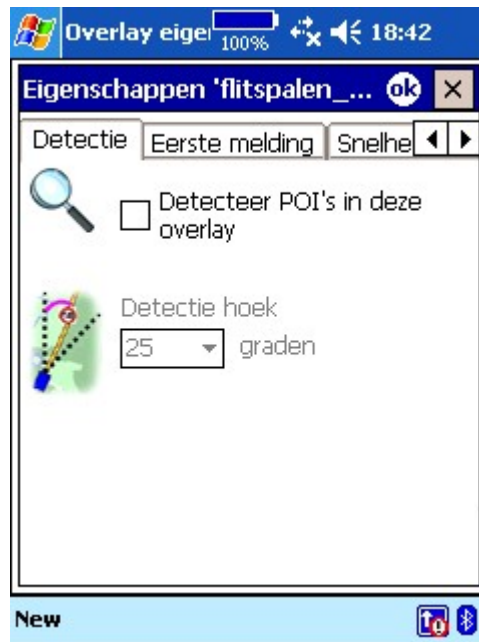 Overlay eige
100%
18:42
Eigenschappen 'flitspalen_... ok
Detectie Eerste melding Snelhe
Detecteer POI's in deze
overlay
Detectie hoek
25 graden
New